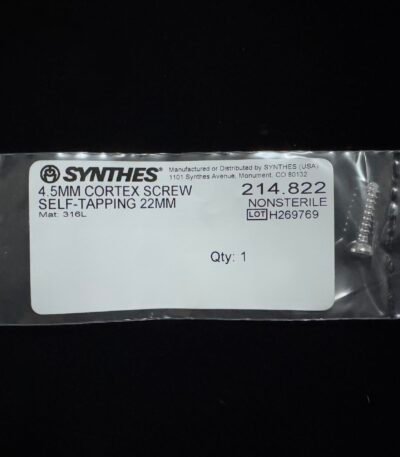 SYNTHES®
Manufactured or Distributed by SYNTHES (USA)
1101 Synthes Avenue, Monument, CO 80132
4.5MM CORTEX SCREW
SELF-TAPPING 22MM
Mat: 316L
214.822
NONSTERILE
LOT H269769
Qty: 1